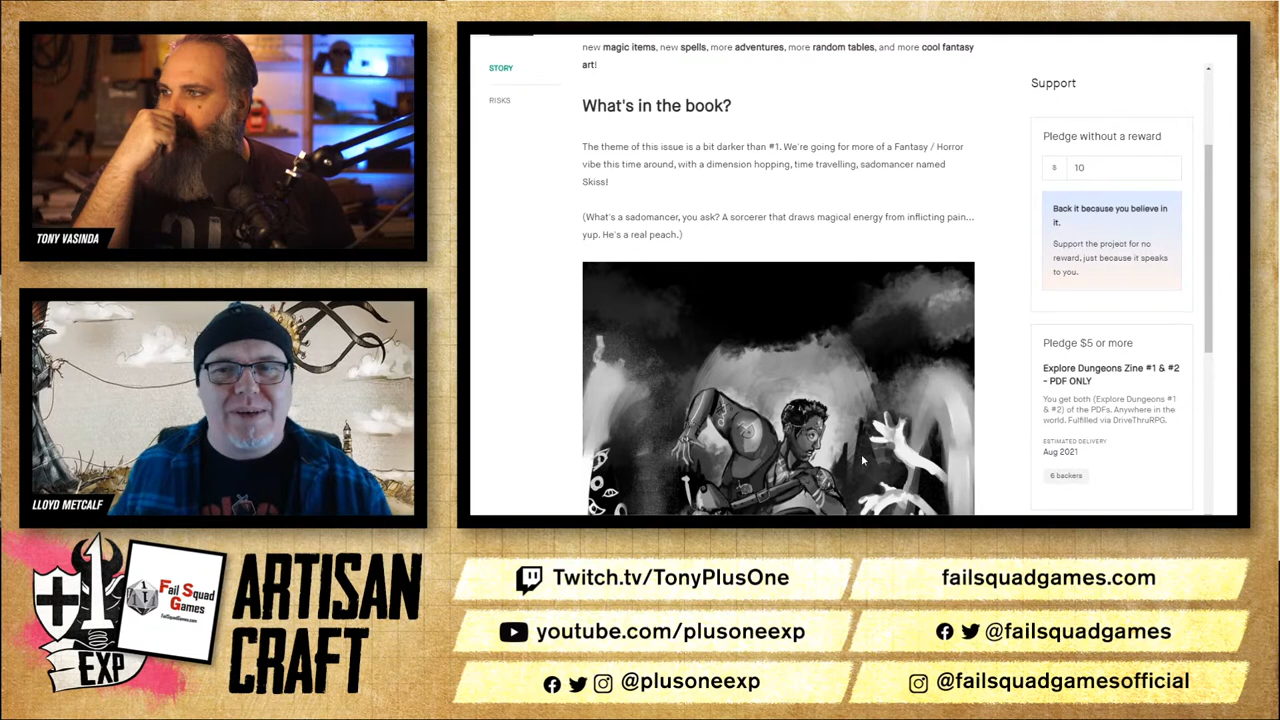 TONY VASINDA
LLOYD METCALF
STORY
RISKS
new magic items, new spells, more adventures, more random tables, and more cool fantasy
art!
What's in the book?
The theme of this issue is a bit darker than #1. We're going for more of a Fantasy / Horror
vibe this time around, with a dimension hopping, time travelling, sadomancer named
Skiss!
(What's a sadomancer, you ask? A sorcerer that draws magical energy from inflicting pain...
yup. He's a real peach.)
Support
Pledge without a reward
$ 10
Back it because you believe in
it.
Support the project for no
reward, just because it speaks
to you.
Pledge $5 or more
Explore Dungeons Zine #1 & #2
- PDF ONLY
You get both (Explore Dungeons #1
& #2) of the PDFs. Anywhere in the
world. Fulfilled via DriveThruRPG.
ESTIMATED DELIVERY
Aug 2021
6 backers
+1
EXP
Fail Squad
Games
FailSquadGames.com
ARTISAN
CRAFT
Twitch.tv/TonyPlusOne
youtube.com/plusoneexp
@plusoneexp
failsquadgames.com
@failsquadgames
@failsquadgamesofficial